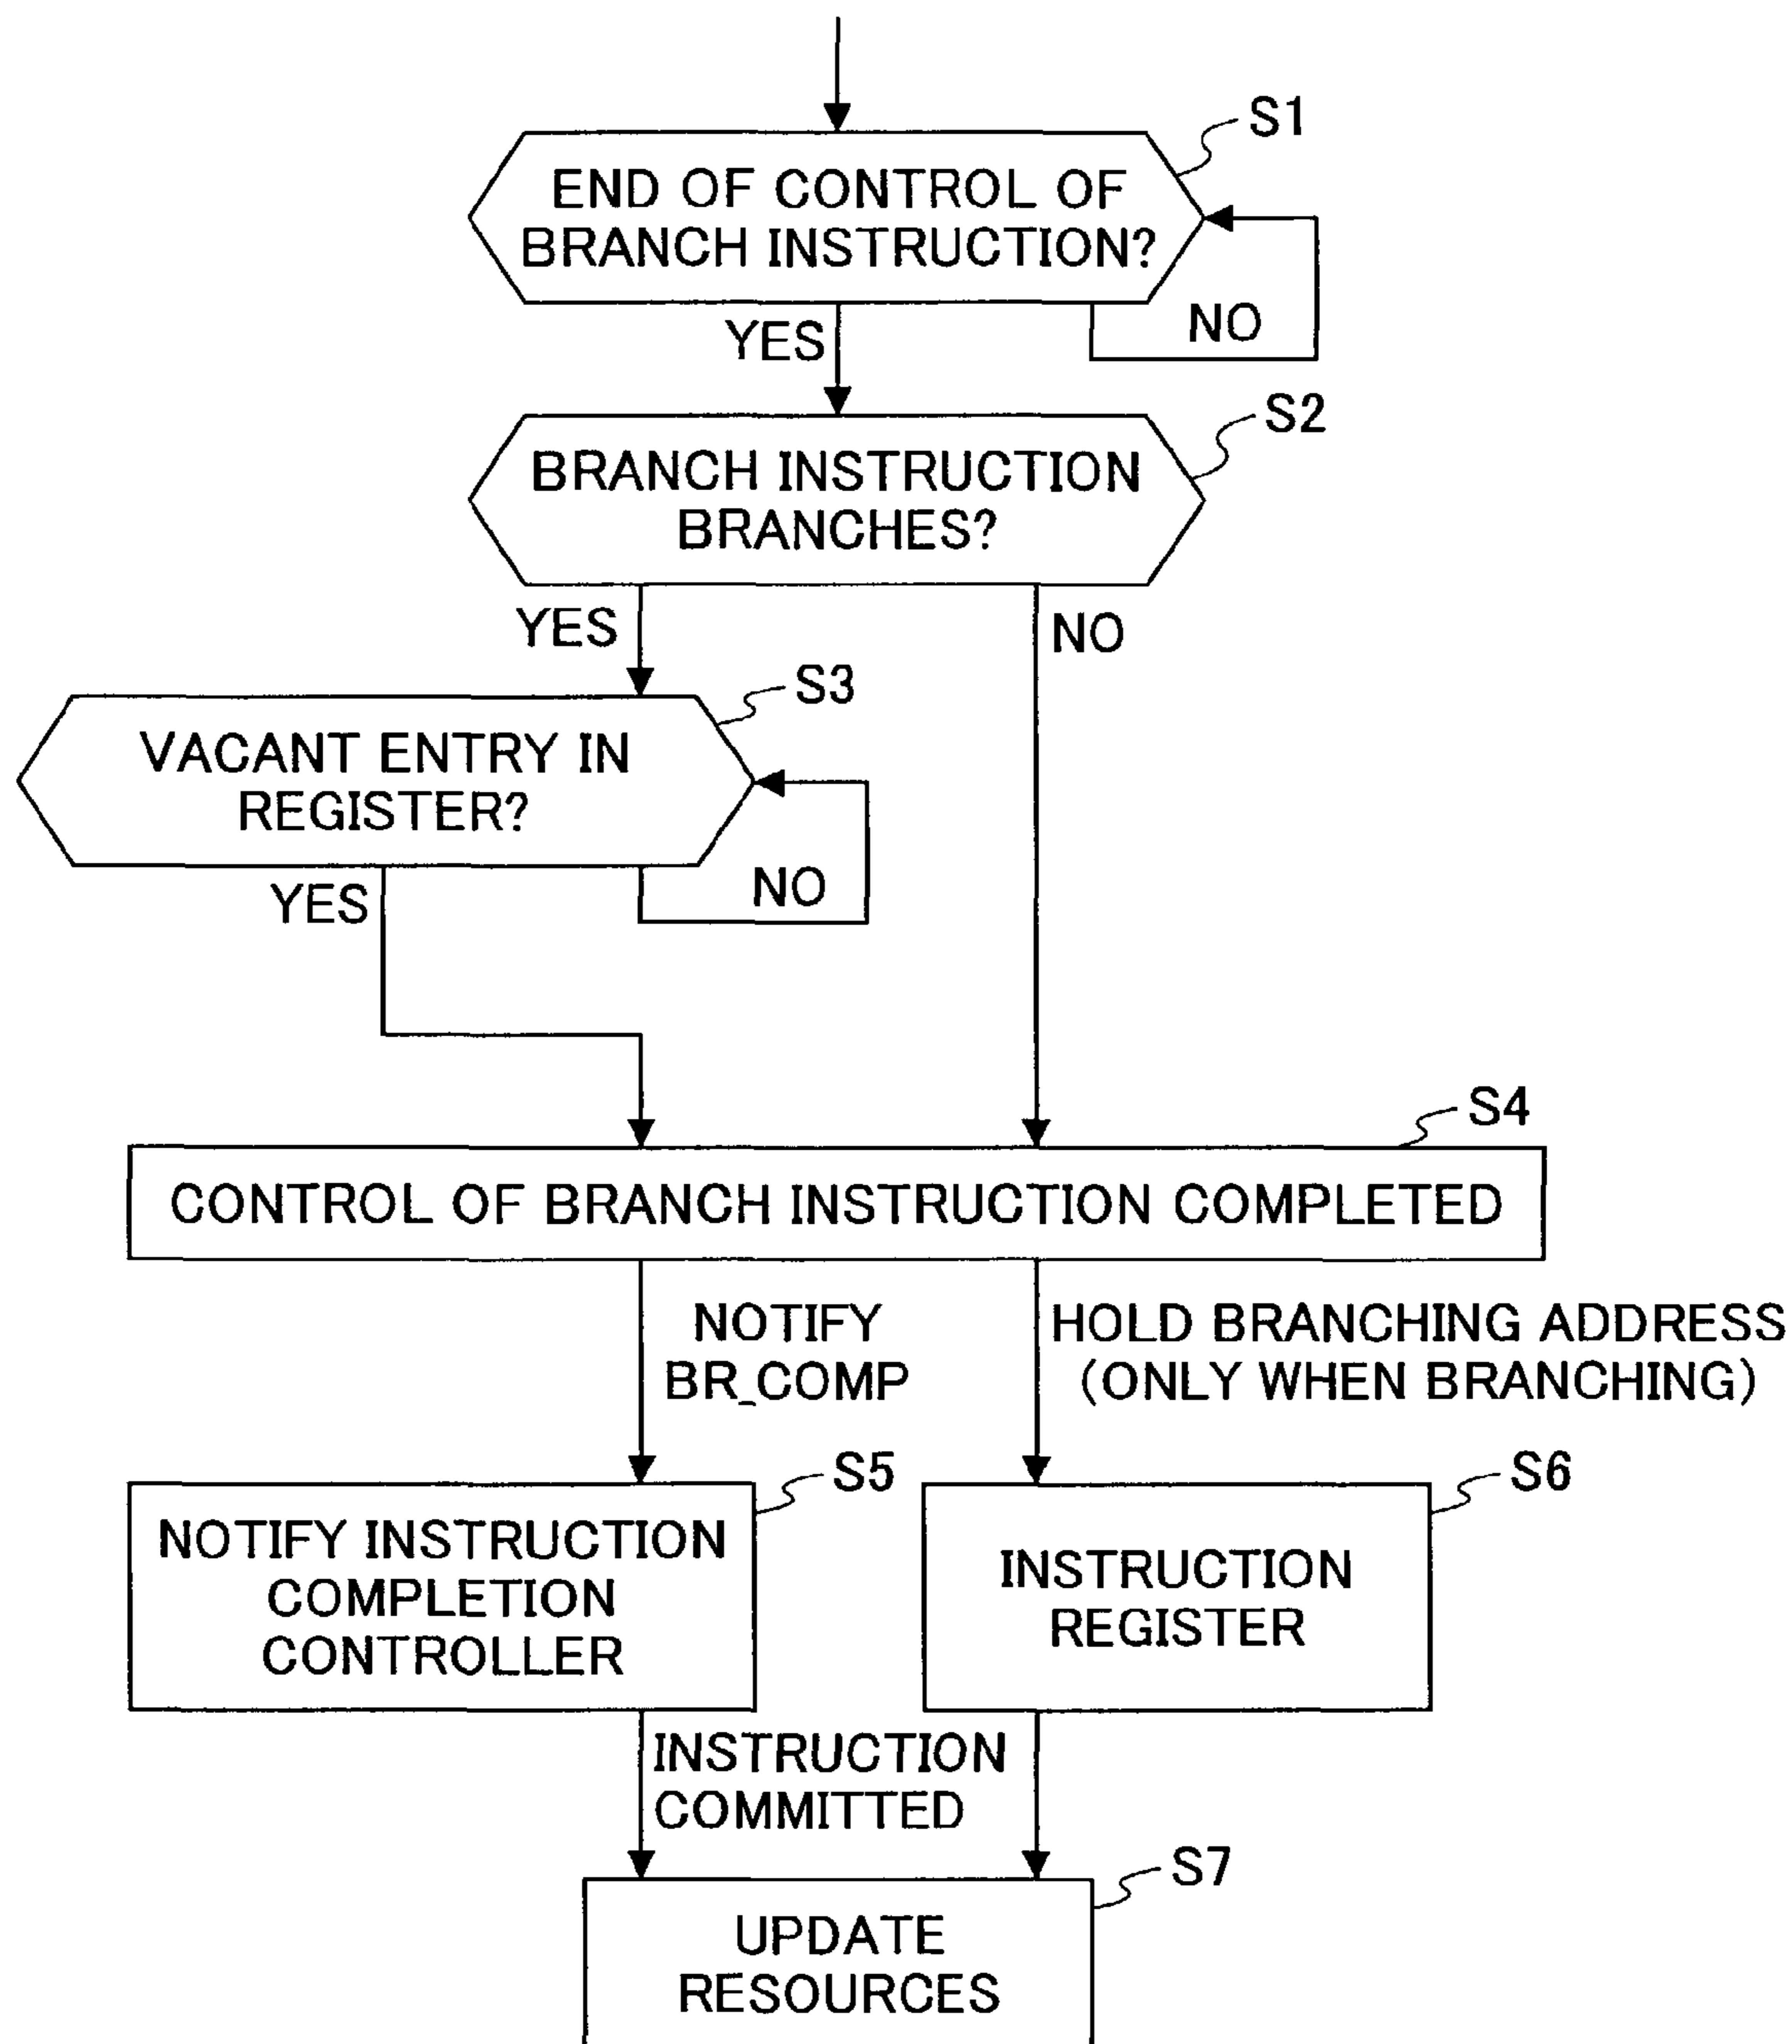 S1
END OF CONTROL OF
BRANCH INSTRUCTION?
NO
YES
S2
BRANCH INSTRUCTION
BRANCHES?
YES
NO
S3
VACANT ENTRY IN
REGISTER?
NO
YES
S4
CONTROL OF BRANCH INSTRUCTION COMPLETED
NOTIFY
BR_COMP
HOLD BRANCHING ADDRESS
(ONLY WHEN BRANCHING)
S5
NOTIFY INSTRUCTION
COMPLETION
CONTROLLER
S6
INSTRUCTION
REGISTER
INSTRUCTION
COMMITTED
S7
UPDATE
RESOURCES